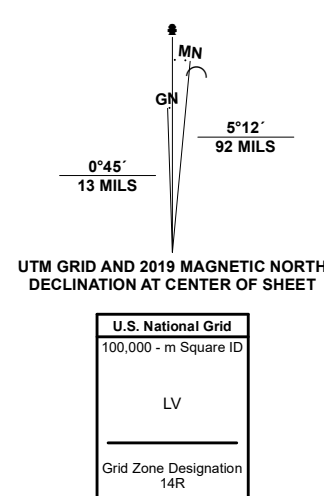 MN
GN
5°12´
92 MILS
0°45´
13 MILS
UTM GRID AND 2019 MAGNETIC NORTH
DECLINATION AT CENTER OF SHEET
U.S. National Grid
100,000 - m Square ID
LV
Grid Zone Designation
14R